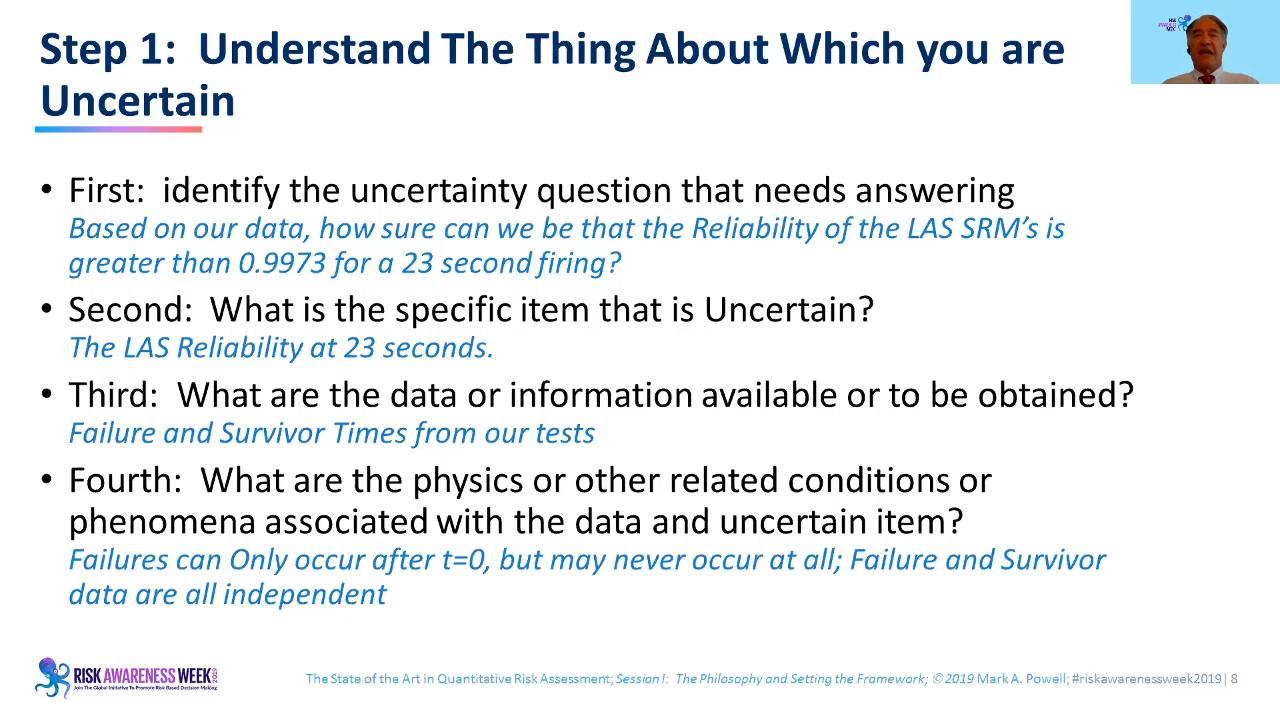 Step 1: Understand The Thing About Which you are
Uncertain
• First: identify the uncertainty question that needs answering
Based on our data, how sure can we be that the Reliability of the LAS SRM's is
greater than 0.9973 for a 23 second firing?
• Second: What is the specific item that is Uncertain?
The LAS Reliability at 23 seconds.
• Third: What are the data or information available or to be obtained?
Failure and Survivor Times from our tests
• Fourth: What are the physics or other related conditions or
phenomena associated with the data and uncertain item?
Failures can Only occur after t=0, but may never occur at all; Failure and Survivor
data are all independent
RISK AWARENESS WEEK 2019
Join The Global Initiative To Promote Risk Based Decision Making
The State of the Art in Quantitative Risk Assessment; Session I: The Philosophy and Setting the Framework; © 2019 Mark A. Powell; #riskawarenessweek2019| 8